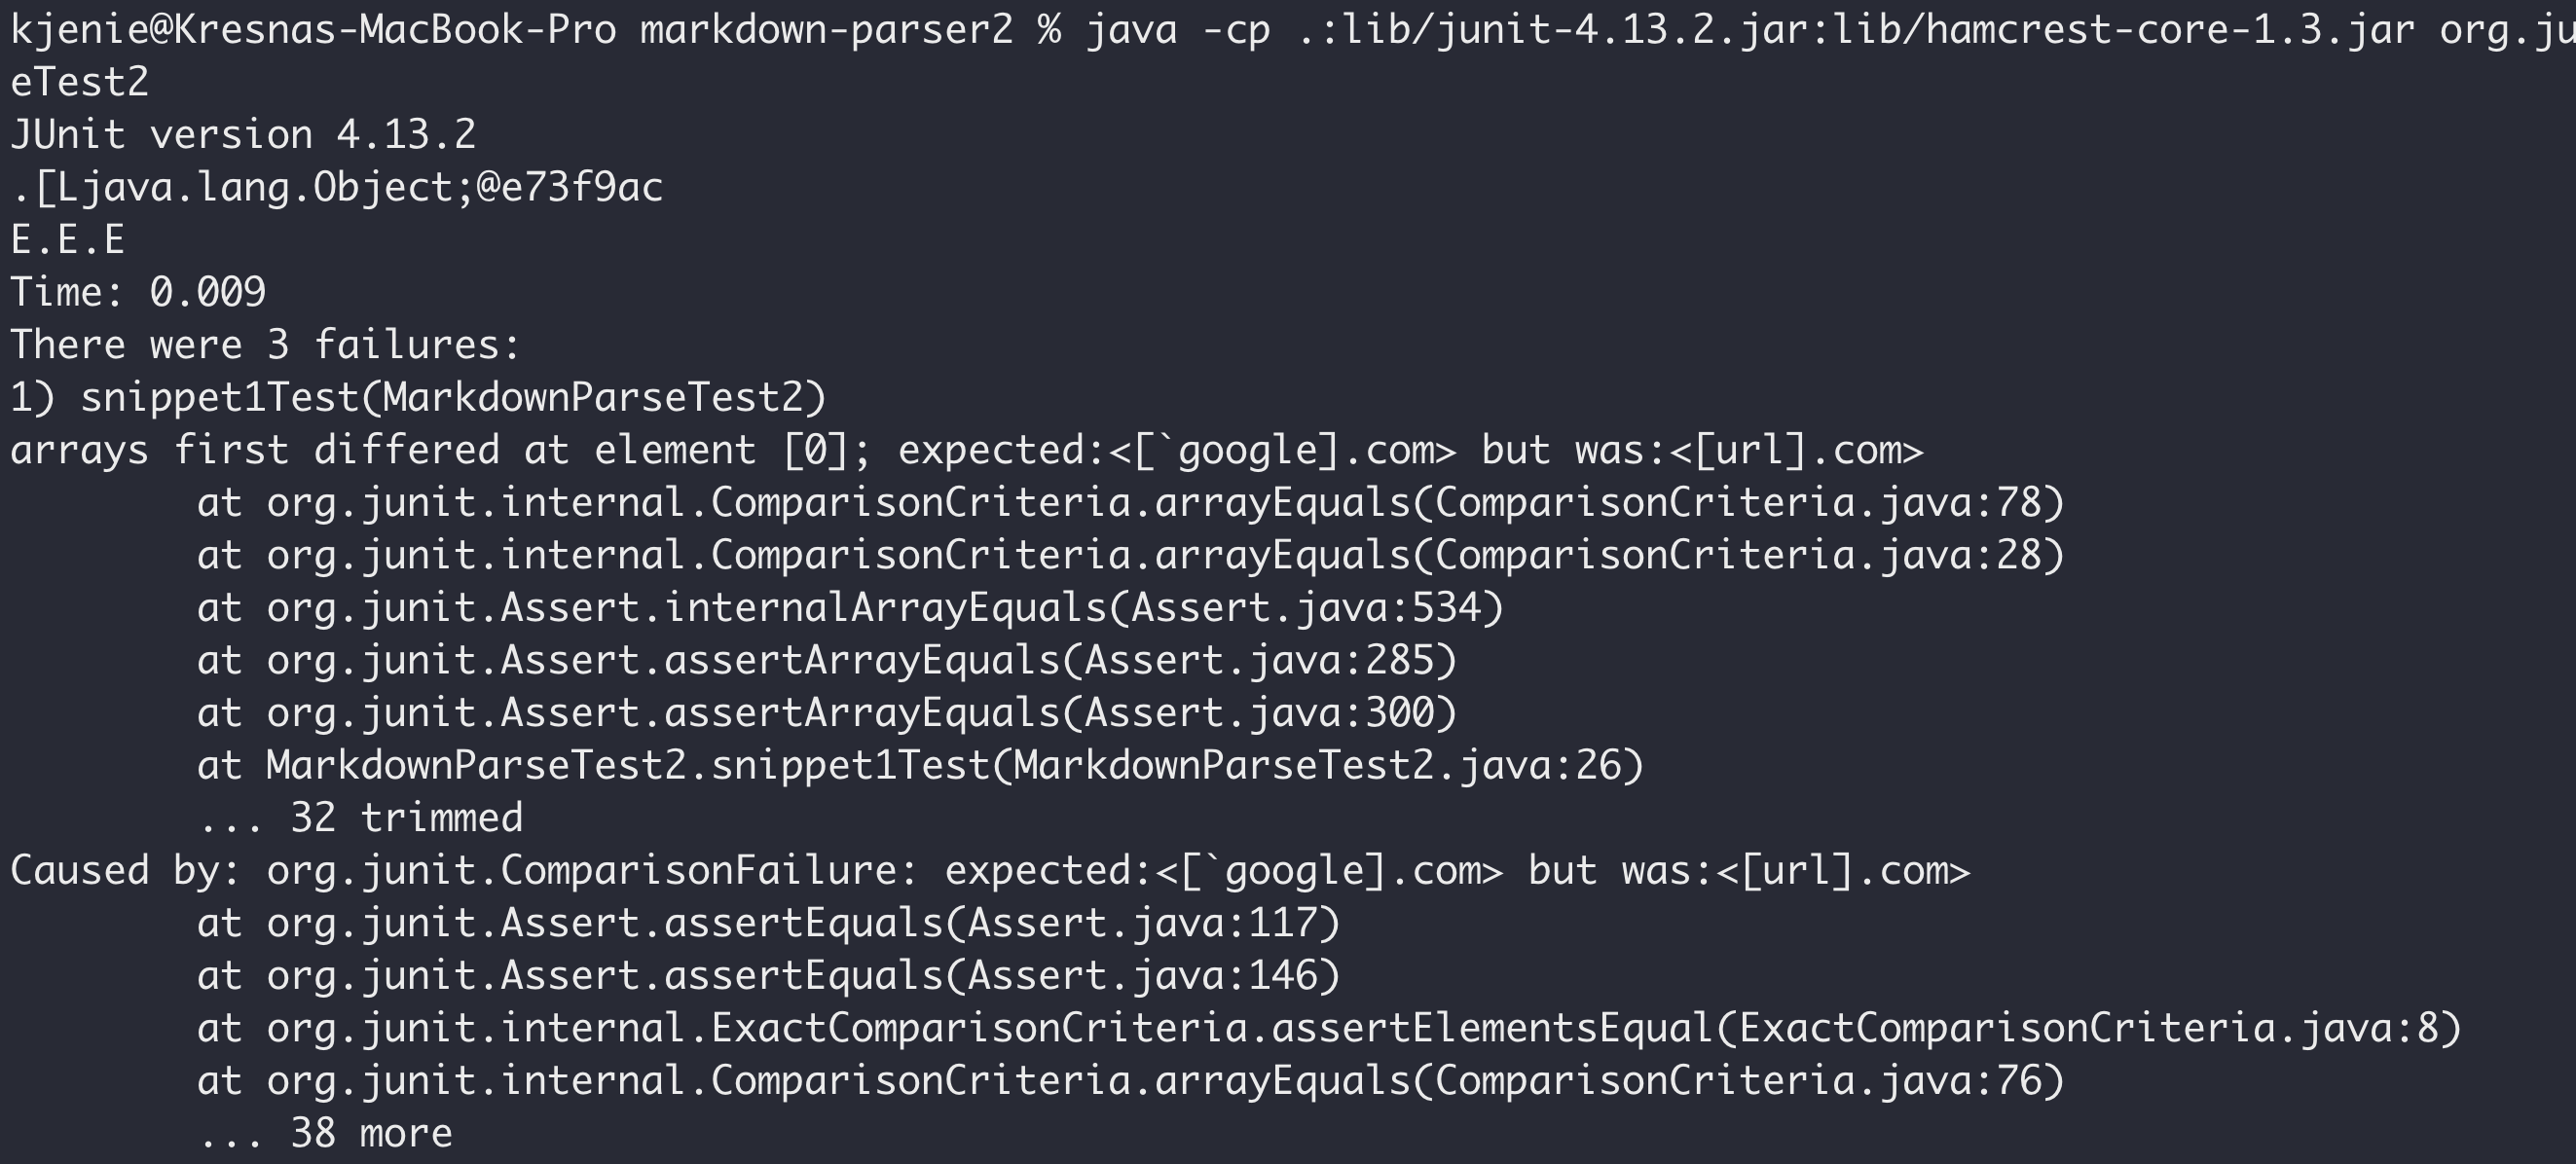 kjenie@Kresnas-MacBook-Pro markdown-parser2 % java -cp .:lib/junit-4.13.2.jar:lib/hamcrest-core-1.3.jar org.ju
eTest2
JUnit version 4.13.2
.[Ljava.lang.Object;@e73f9ac
E.E.E
Time: 0.009
There were 3 failures:
1) snippet1Test(MarkdownParseTest2)
arrays first differed at element [0]; expected:<[`google].com> but was:<[url].com>
        at org.junit.internal.ComparisonCriteria.arrayEquals(ComparisonCriteria.java:78)
        at org.junit.internal.ComparisonCriteria.arrayEquals(ComparisonCriteria.java:28)
        at org.junit.Assert.internalArrayEquals(Assert.java:534)
        at org.junit.Assert.assertArrayEquals(Assert.java:285)
        at org.junit.Assert.assertArrayEquals(Assert.java:300)
        at MarkdownParseTest2.snippet1Test(MarkdownParseTest2.java:26)
        ... 32 trimmed
Caused by: org.junit.ComparisonFailure: expected:<[`google].com> but was:<[url].com>
        at org.junit.Assert.assertEquals(Assert.java:117)
        at org.junit.Assert.assertEquals(Assert.java:146)
        at org.junit.internal.ExactComparisonCriteria.assertElementsEqual(ExactComparisonCriteria.java:8)
        at org.junit.internal.ComparisonCriteria.arrayEquals(ComparisonCriteria.java:76)
        ... 38 more